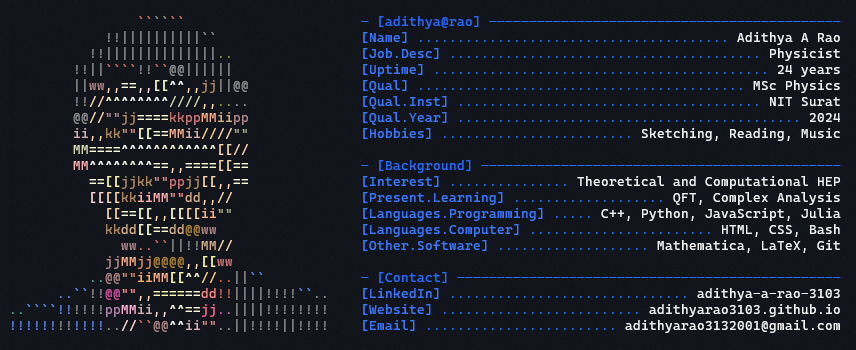 ─ [adithya@rao] ─
[Name] ....................................... Adithya A Rao
[Job.Desc] ....................................... Physicist
[Uptime] .......................................... 24 years
[Qual] .......................................... MSc Physics
[Qual.Inst] ...................................... NIT Surat
[Qual.Year] ........................................... 2024
[Hobbies] ......................... Sketching, Reading, Music
─ [Background] ─
[Interest] ............... Theoretical and Computational HEP
[Present.Learning] ..................... QFT, Complex Analysis
[Languages.Programming] ..... C++, Python, JavaScript, Julia
[Languages.Computer] ......................... HTML, CSS, Bash
[Other.Software] ................... Mathematica, LaTeX, Git
─ [Contact] ─
[LinkedIn] .............................. adithya-a-rao-3103
[Website] ......................... adithyarao3103.github.io
[Email] ........................ adithyarao3132001@gmail.com